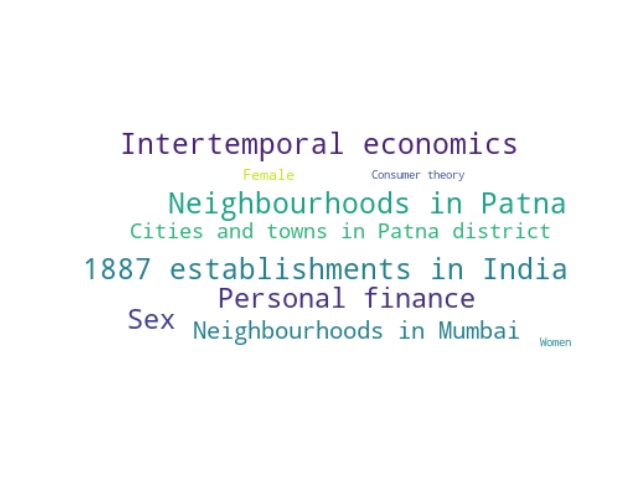 Intertemporal economics
Female
Consumer theory
Neighbourhoods in Patna
Cities and towns in Patna district
1887 establishments in India
Personal finance
Sex
Neighbourhoods in Mumbai
Women